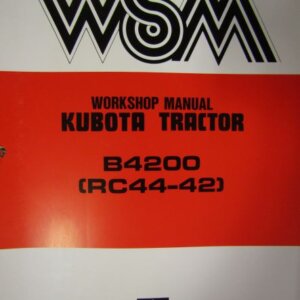 WSM
WORKSHOP MANUAL
KUBOTA TRACTOR
B4200
(RC44-42)